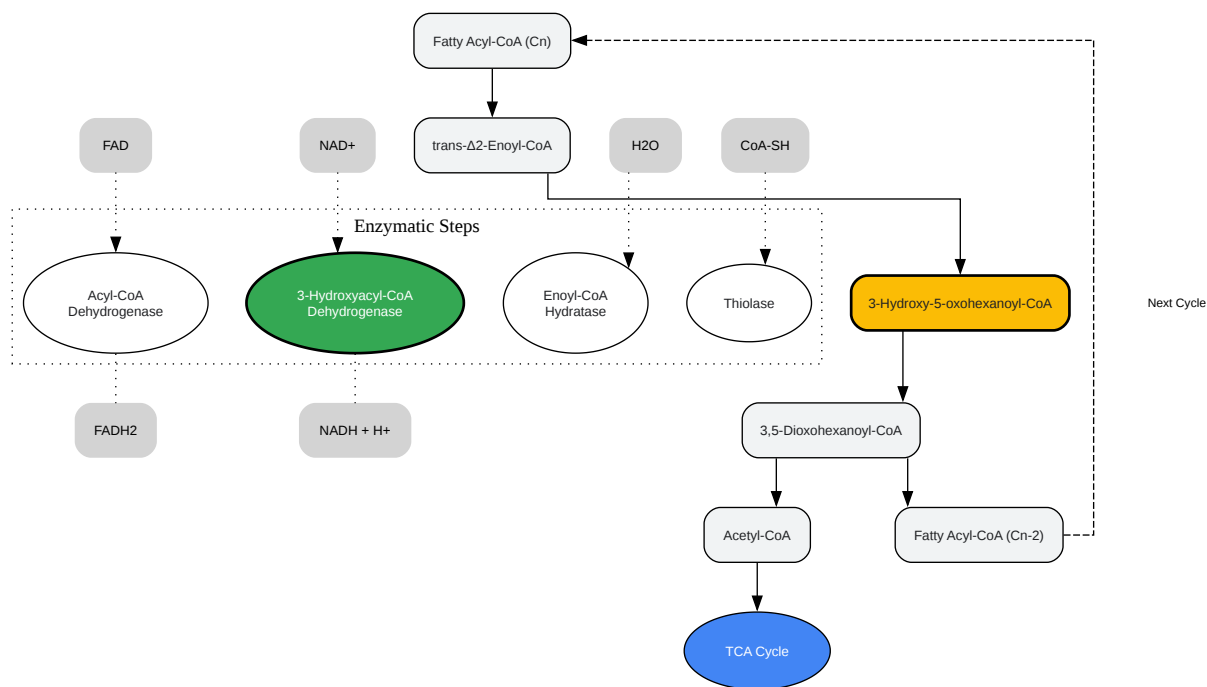 Fatty Acyl-CoA (Cn)
FAD
NAD+
trans-Δ2-Enoyl-CoA
H2O
CoA-SH
Enzymatic Steps
Acyl-CoA
Dehydrogenase
3-Hydroxyacyl-CoA
Dehydrogenase
Enoyl-CoA
Hydratase
Thiolase
3-Hydroxy-5-oxohexanoyl-CoA
Next Cycle
FADH2
NADH + H+
3,5-Dioxohexanoyl-CoA
Acetyl-CoA
Fatty Acyl-CoA (Cn-2)
TCA Cycle